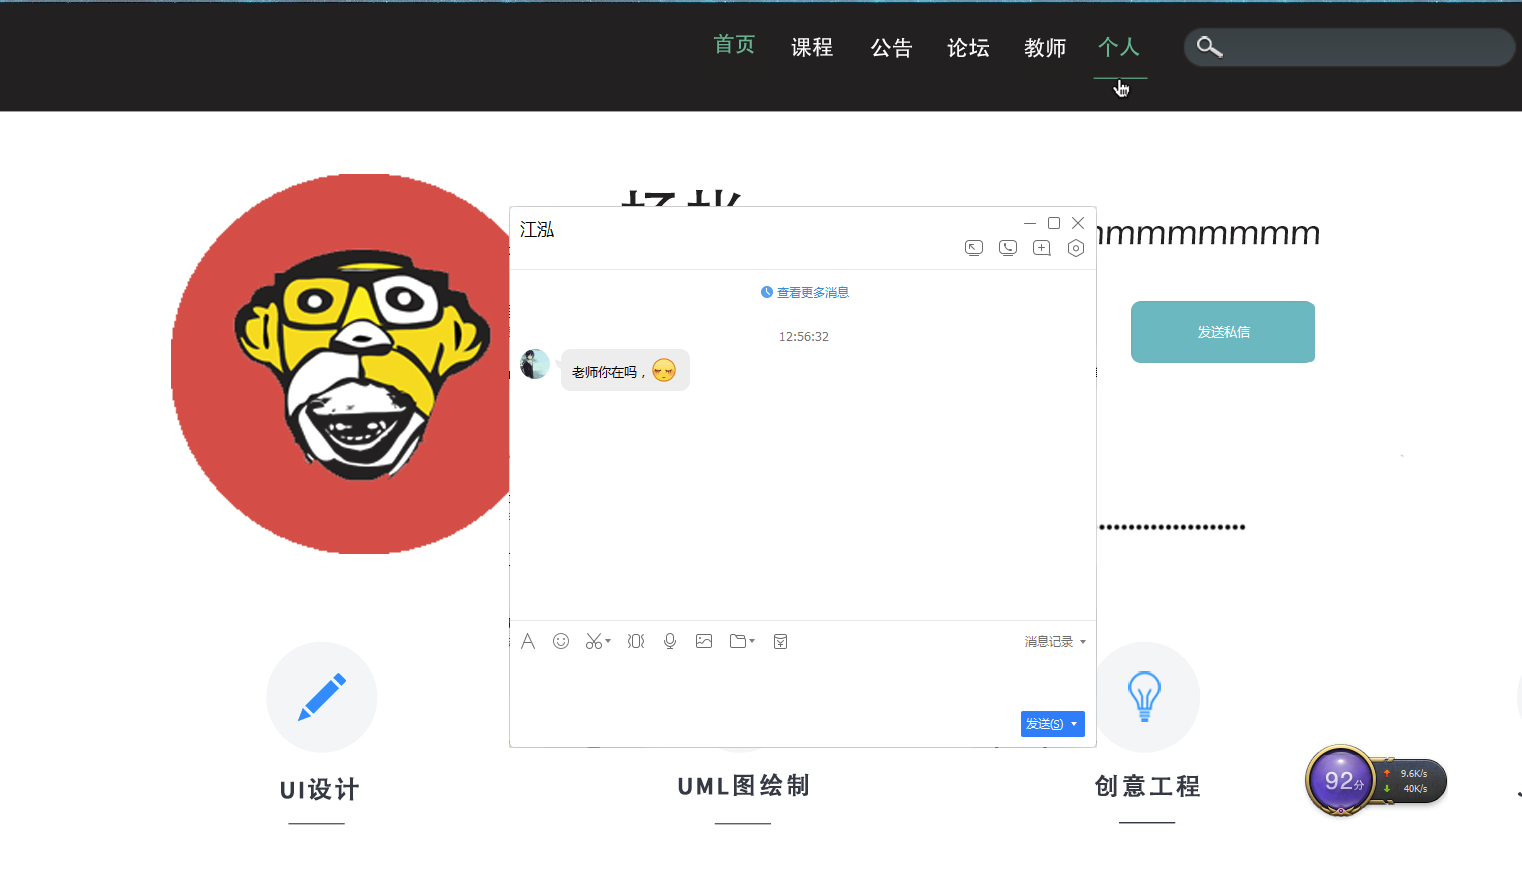 首页 课程 公告 论坛 教师 个人
江泓
mmmmmmm
查看更多消息
12:56:32
老师你在吗，
发送私信
消息记录
发送(S)
UI设计
UML图绘制
创意工程
92分
9.6K/s
40K/s